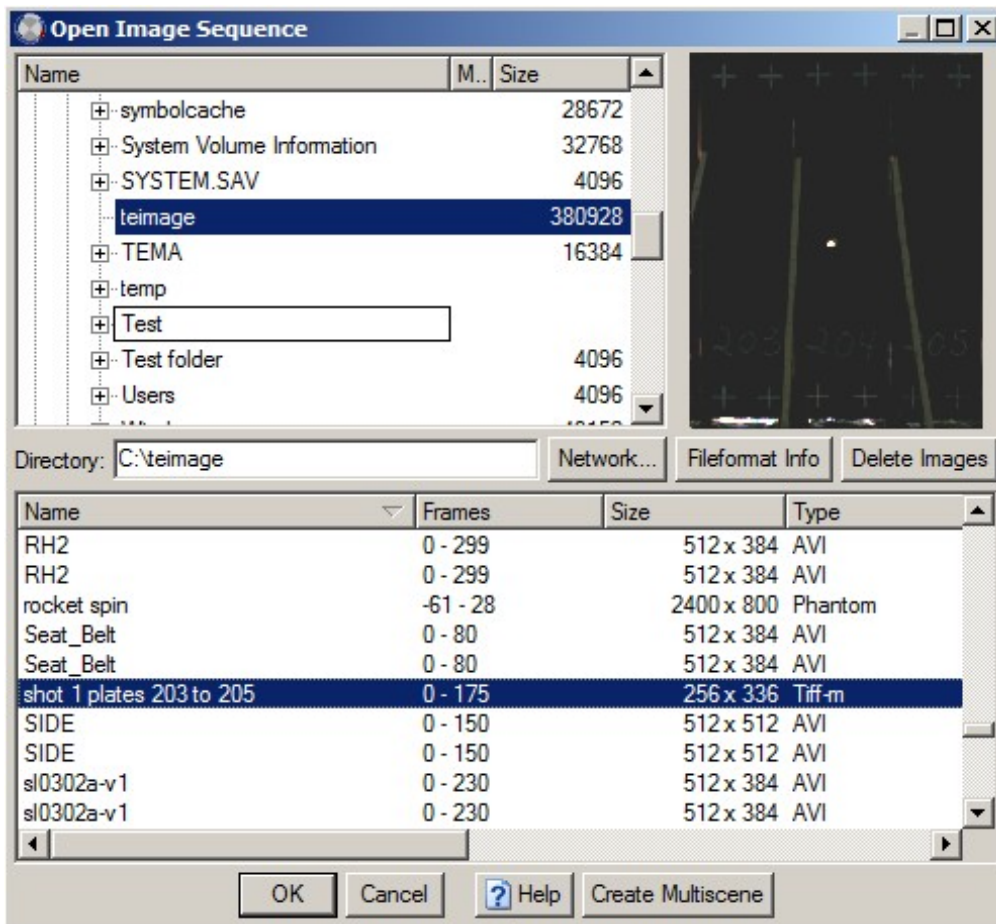 Open Image Sequence
Name M.. Size
symbolcache 28672
System Volume Information 32768
SYSTEM.SAV 4096
teimage 380928
TEMA 16384
temp
Test
Test folder 4096
Users 4096
203 204 205
Directory: C:\teimage Network... Fileformat Info Delete Images
Name Frames Size Type
RH2 0 - 299 512 x 384 AVI
RH2 0 - 299 512 x 384 AVI
rocket spin -61 - 28 2400 x 800 Phantom
Seat_Belt 0 - 80 512 x 384 AVI
Seat_Belt 0 - 80 512 x 384 AVI
shot 1 plates 203 to 205 0 - 175 256 x 336 Tiff-m
SIDE 0 - 150 512 x 512 AVI
SIDE 0 - 150 512 x 512 AVI
sl0302a-v1 0 - 230 512 x 384 AVI
sl0302a-v1 0 - 230 512 x 384 AVI
OK Cancel ? Help Create Multiscene